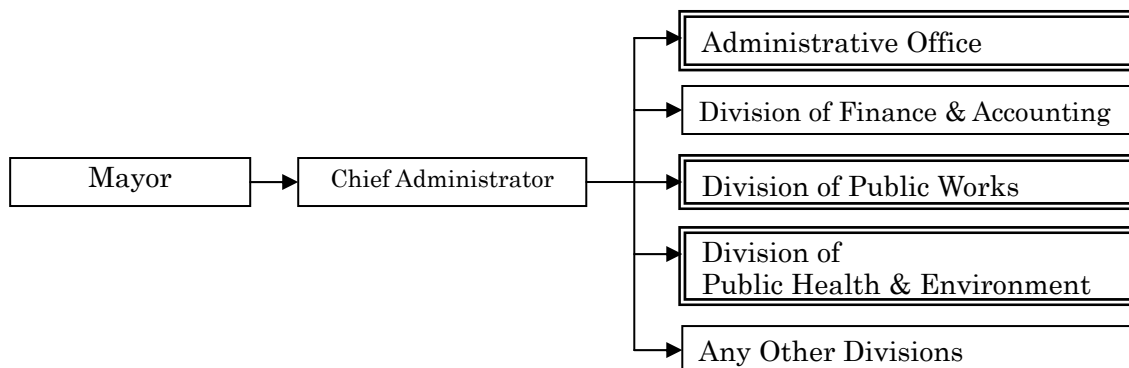 Administrative Office
Division of Finance & Accounting
Mayor
Chief Administrator
Division of Public Works
Division of
Public Health & Environment
Any Other Divisions